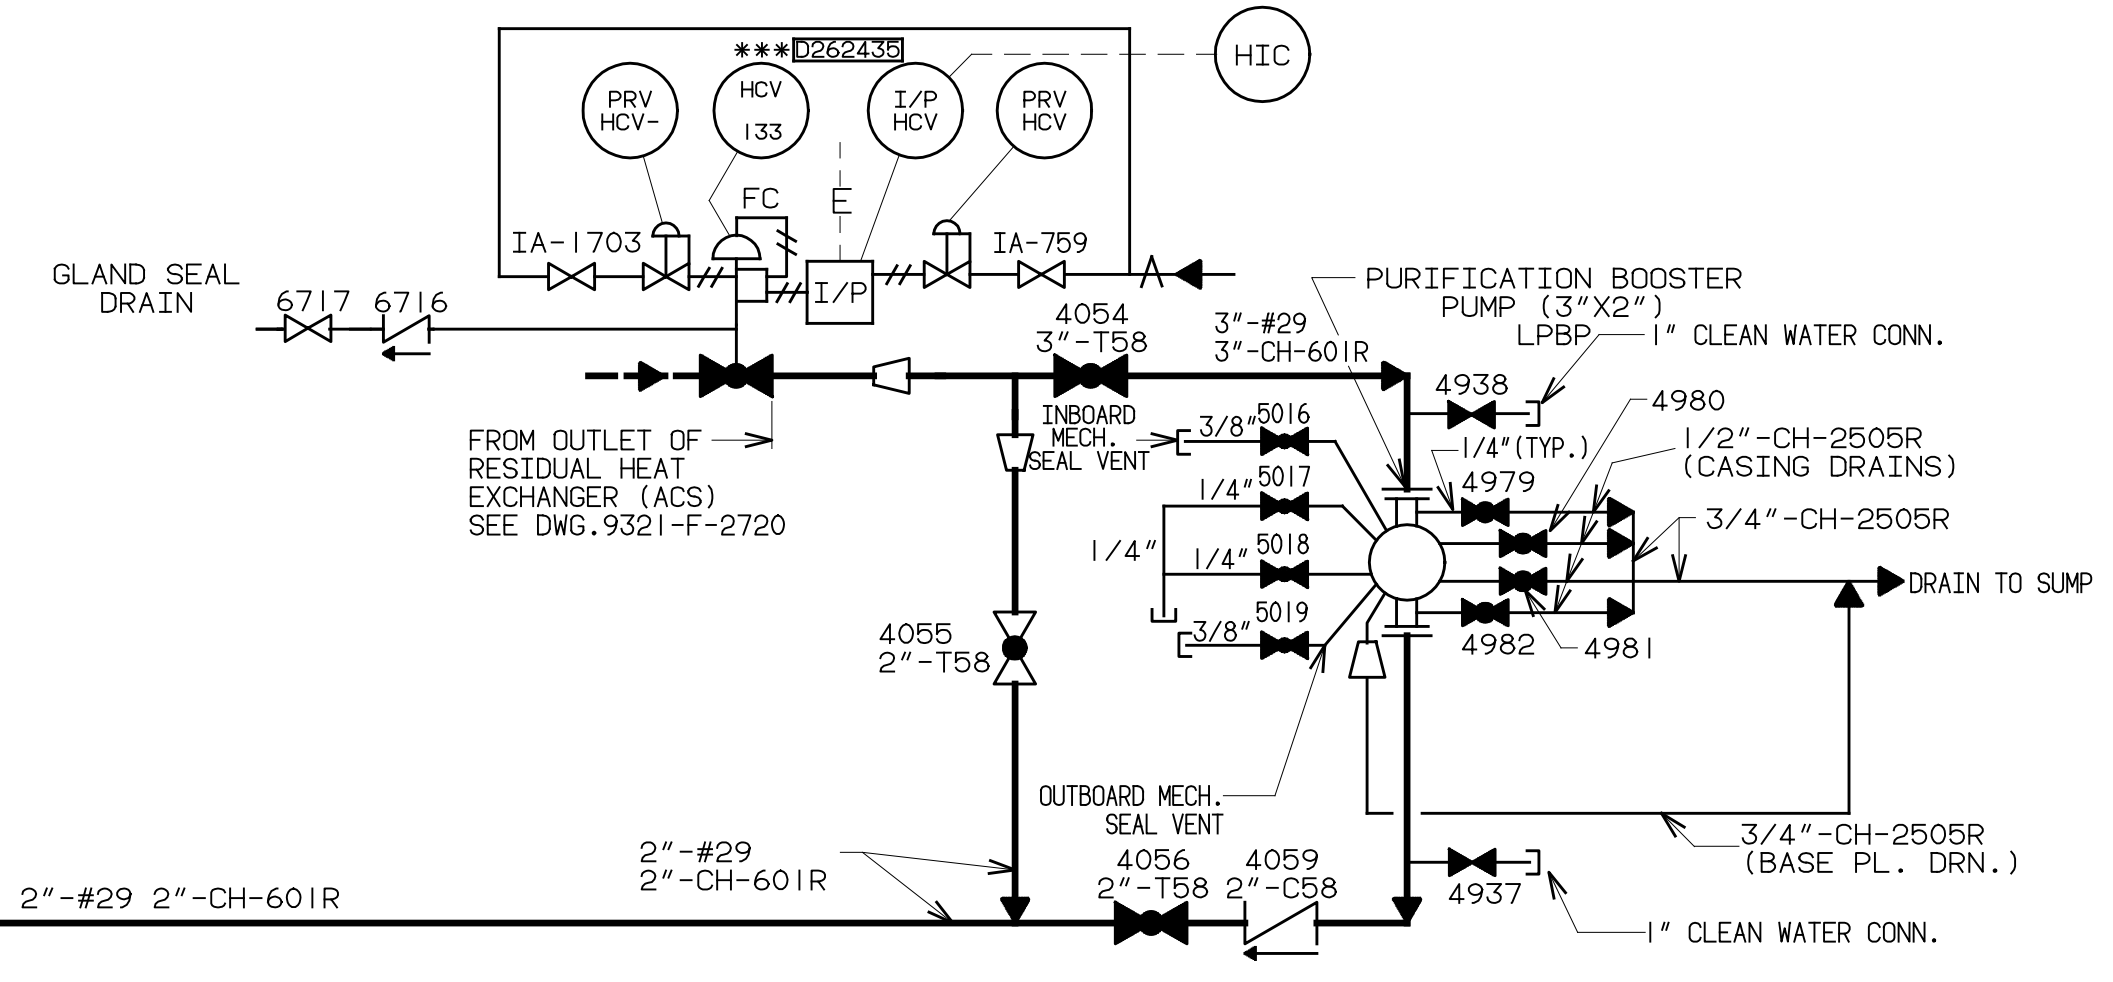 ***D262435
HIC
PRV
HCV-
HCV
133
I/P
HCV
PRV
HCV
FC
E
IA-1703
IA-759
I/P
GLAND SEAL
DRAIN
6717
6716
4054
3"-T58
3"-#29
3"-CH-601R
PURIFICATION BOOSTER
PUMP (3"X2")
LPBP
1" CLEAN WATER CONN.
4938
4980
1/2"-CH-2505R
(CASING DRAINS)
1/4"(TYP.)
4979
3/4"-CH-2505R
FROM OUTLET OF
RESIDUAL HEAT
EXCHANGER (ACS)
SEE DWG.9321-F-2720
INBOARD
MECH.
SEAL VENT
3/8"
5016
1/4"
5017
1/4"
1/4"
5018
3/8"
5019
DRAIN TO SUMP
4982
4981
4055
2"-T58
OUTBOARD MECH.
SEAL VENT
3/4"-CH-2505R
(BASE PL. DRN.)
2"-#29
2"-CH-601R
4056
2"-T58
4059
2"-C58
4937
2"-#29 2"-CH-601R
1" CLEAN WATER CONN.